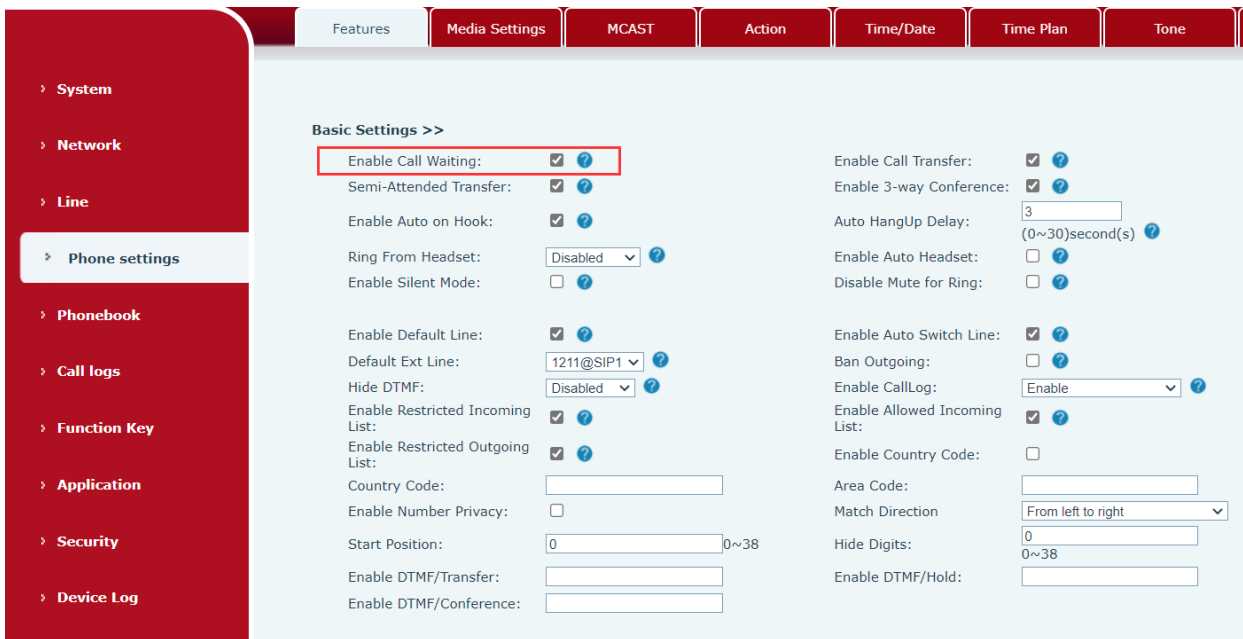 Features
Media Settings
MCAST
Action
Time/Date
Time Plan
Tone
System
Network
Line
Phone settings
Phonebook
Call logs
Function Key
Application
Security
Device Log
Basic Settings >>
Enable Call Waiting: ?
Enable Call Transfer: ?
Semi-Attended Transfer: ?
Enable 3-way Conference: ?
Enable Auto on Hook: ?
Auto HangUp Delay: 3
(0~30)second(s) ?
Ring From Headset: Disabled ?
Enable Auto Headset: ?
Enable Silent Mode: ?
Disable Mute for Ring: ?
Enable Default Line: ?
Enable Auto Switch Line: ?
Default Ext Line: 1211@SIP1 ?
Ban Outgoing: ?
Hide DTMF: Disabled ?
Enable CallLog: Enable ?
Enable Restricted Incoming
List: ?
Enable Allowed Incoming
List: ?
Enable Restricted Outgoing
List: ?
Enable Country Code:
Country Code:
Area Code:
Enable Number Privacy:
Match Direction From left to right
Start Position: 0 0~38
Hide Digits: 0
0~38
Enable DTMF/Transfer:
Enable DTMF/Hold:
Enable DTMF/Conference: